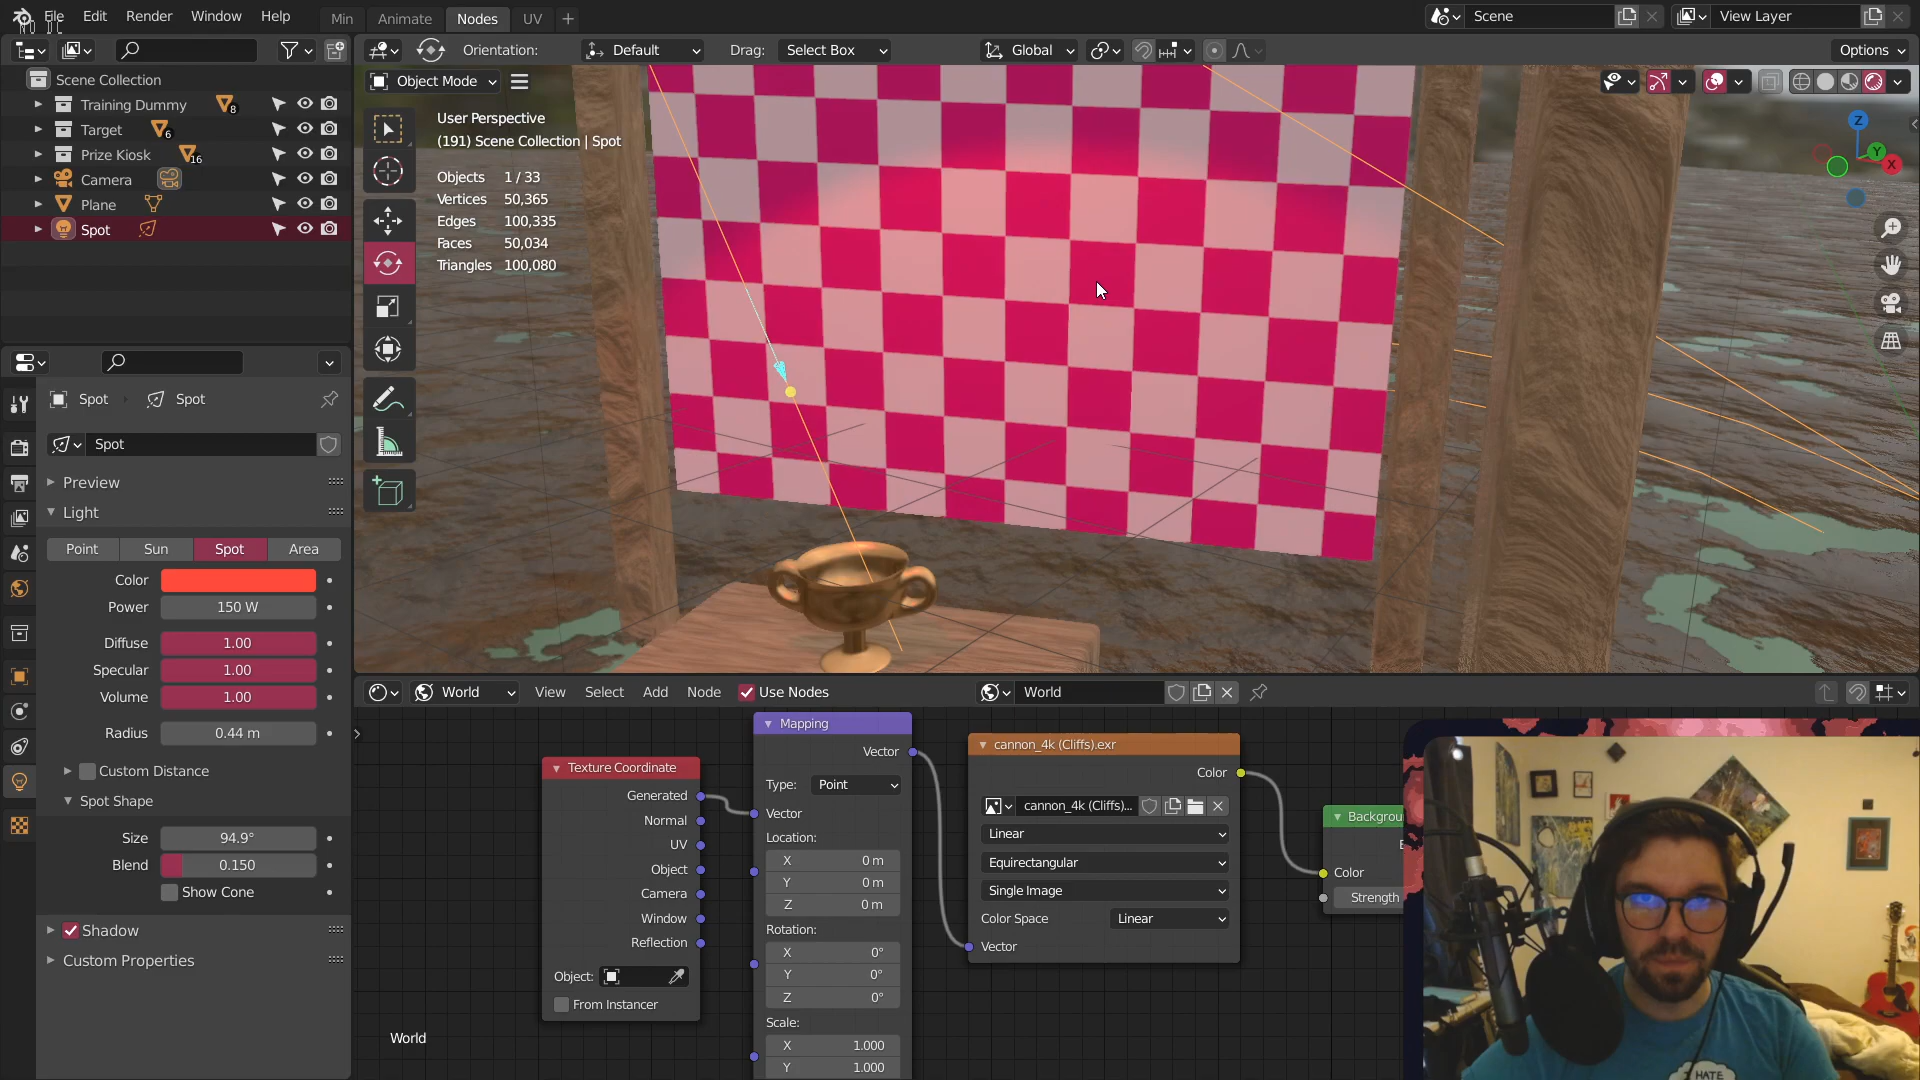 File Edit Render Window Help Min Animate Nodes UV + Scene View Layer
Orientation: Default Drag: Select Box Global Options
Scene Collection
Training Dummy 8
Target 6
Prize Kiosk 16
Camera
Plane
Spot
Object Mode
User Perspective
(191) Scene Collection | Spot
Objects 1 / 33
Vertices 50,365
Edges 100,335
Faces 50,034
Triangles 100,080
Z
Y
X
Spot Spot
Spot
Preview
Light
Point Sun Spot Area
Color
Power 150 W
Diffuse 1.00
Specular 1.00
Volume 1.00
Radius 0.44 m
Custom Distance
Spot Shape
Size 94.9°
Blend 0.150
Show Cone
Shadow
Custom Properties
World View Select Add Node Use Nodes World
Texture Coordinate
Generated
Normal
UV
Object
Camera
Window
Reflection
Object:
From Instancer
Mapping
Vector
Type: Point
Vector
Location:
X 0 m
Y 0 m
Z 0 m
Rotation:
X 0°
Y 0°
Z 0°
Scale:
X 1.000
Y 1.000
cannon_4k (Cliffs).exr
Color
cannon_4k (Cliffs)...
Linear
Equirectangular
Single Image
Color Space Linear
Vector
Backgrou
Color
Strength
World
I HATE